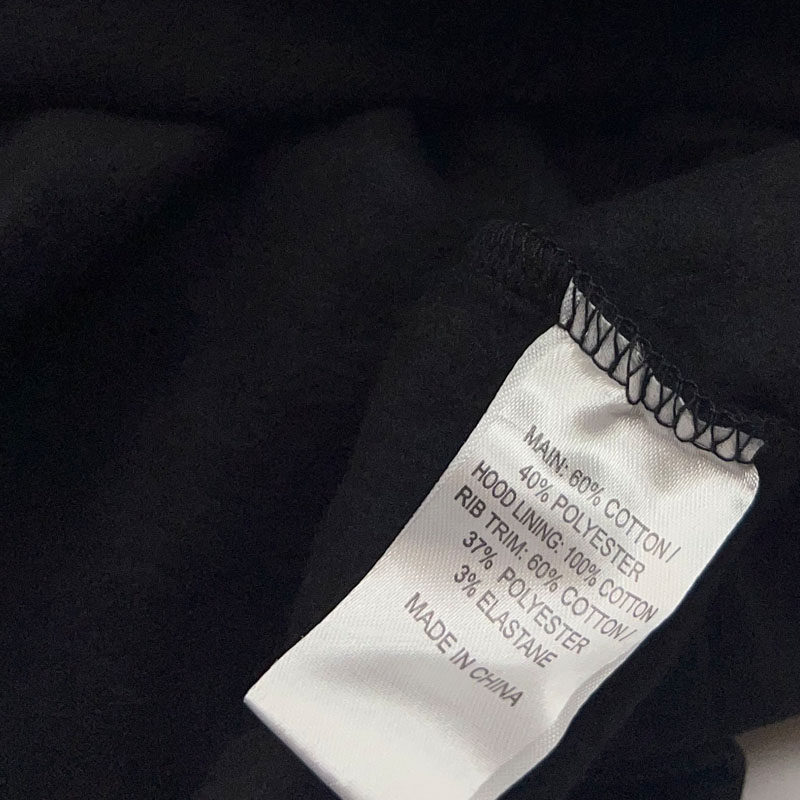 MAIN: 60% COTTON/
40% POLYESTER
HOOD LINING: 100% COTTON
RIB TRIM: 60% COTTON/
37% POLYESTER
3% ELASTANE
MADE IN CHINA